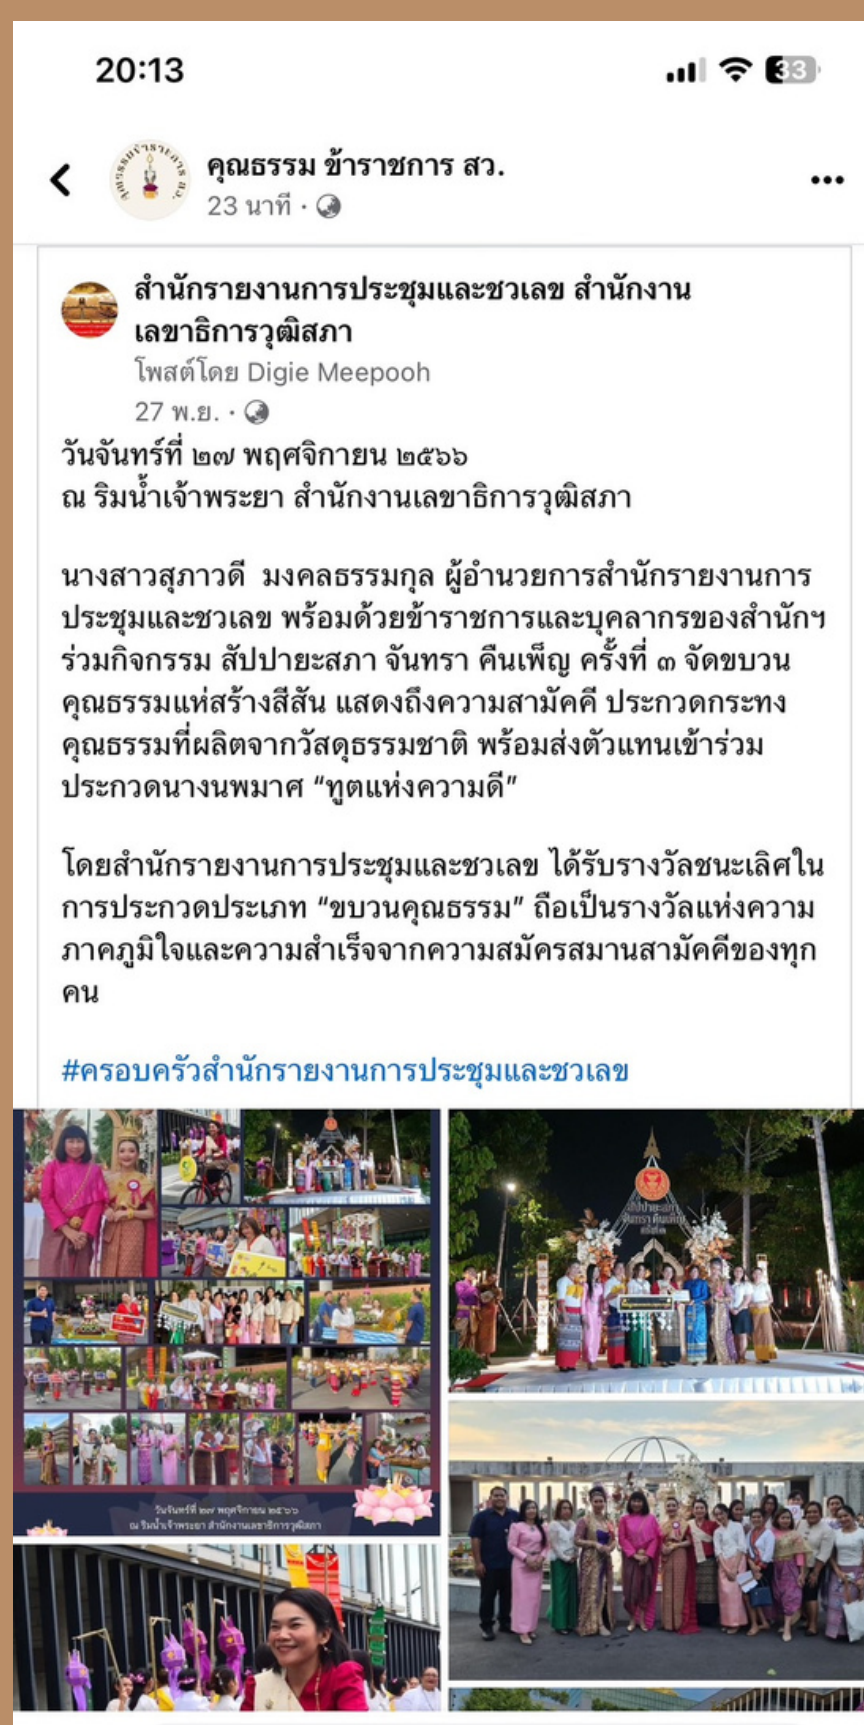 20:13
33
คุณธรรม ข้าราชการ สว.
23 นาที ·
สำนักรายงานการประชุมและชวเลข สำนักงาน
เลขาธิการวุฒิสภา
โพสต์โดย Digie Meepooh
27 พ.ย. ·
วันจันทร์ที่ ๒๗ พฤศจิกายน ๒๕๖๖
ณ ริมน้ำเจ้าพระยา สำนักงานเลขาธิการวุฒิสภา
นางสาวสุภาวดี มงคลธรรมกุล ผู้อำนวยการสำนักรายงานการ
ประชุมและชวเลข พร้อมด้วยข้าราชการและบุคลากรของสำนักฯ
ร่วมกิจกรรม สัปปายะสภา จันทรา คืนเพ็ญ ครั้งที่ ๓ จัดขบวน
คุณธรรมแห่สร้างสีสัน แสดงถึงความสามัคคี ประกวดกระทง
คุณธรรมที่ผลิตจากวัสดุธรรมชาติ พร้อมส่งตัวแทนเข้าร่วม
ประกวดนางนพมาศ “ทูตแห่งความดี”
โดยสำนักรายงานการประชุมและชวเลข ได้รับรางวัลชนะเลิศใน
การประกวดประเภท “ขบวนคุณธรรม” ถือเป็นรางวัลแห่งความ
ภาคภูมิใจและความสำเร็จจากความสมัครสมานสามัคคีของทุก
คน
#ครอบครัวสำนักรายงานการประชุมและชวเลข
สัปปายะสภา
จันทรา คืนเพ็ญ
ครั้งที่ ๓
วันจันทร์ที่ ๒๗ พฤศจิกายน ๒๕๖๖
ณ ริมน้ำเจ้าพระยา สำนักงานเลขาธิการวุฒิสภา